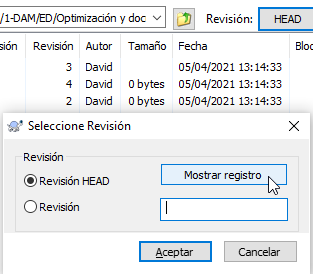 /1-DAM/ED/Optimización y doc Revisión: HEAD
sión Revisión Autor Tamaño Fecha Bloc
3 David 05/04/2021 13:14:33
4 David 0 bytes 05/04/2021 13:14:33
2 David 0 bytes 05/04/2021 13:14:33
Seleccione Revisión
Revisión
Revisión HEAD Mostrar registro
Revisión
Aceptar Cancelar